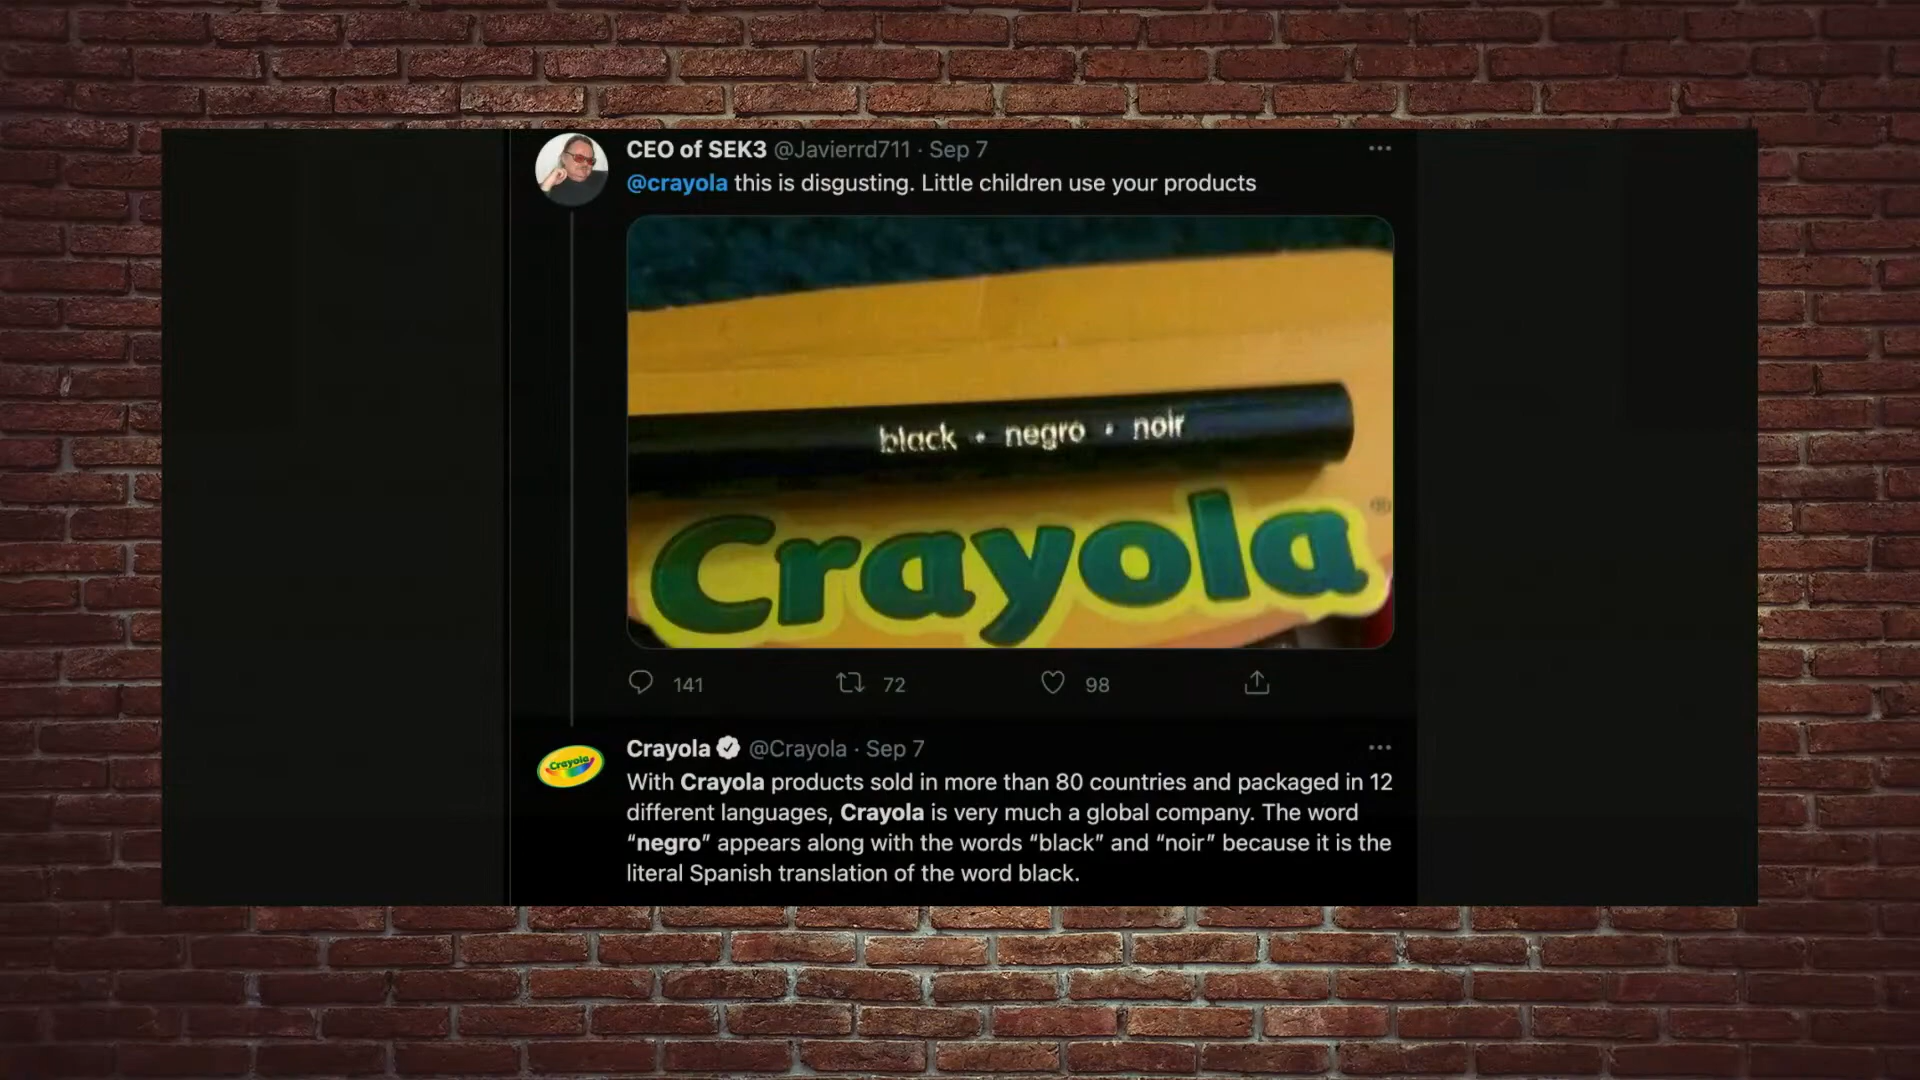 CEO of SEK3 @Javierrd711 · Sep 7
@crayola this is disgusting. Little children use your products
black • negro • noir
Crayola ®
141 72 98
Crayola @Crayola · Sep 7
With Crayola products sold in more than 80 countries and packaged in 12
different languages, Crayola is very much a global company. The word
“negro” appears along with the words “black” and “noir” because it is the
literal Spanish translation of the word black.
Crayola